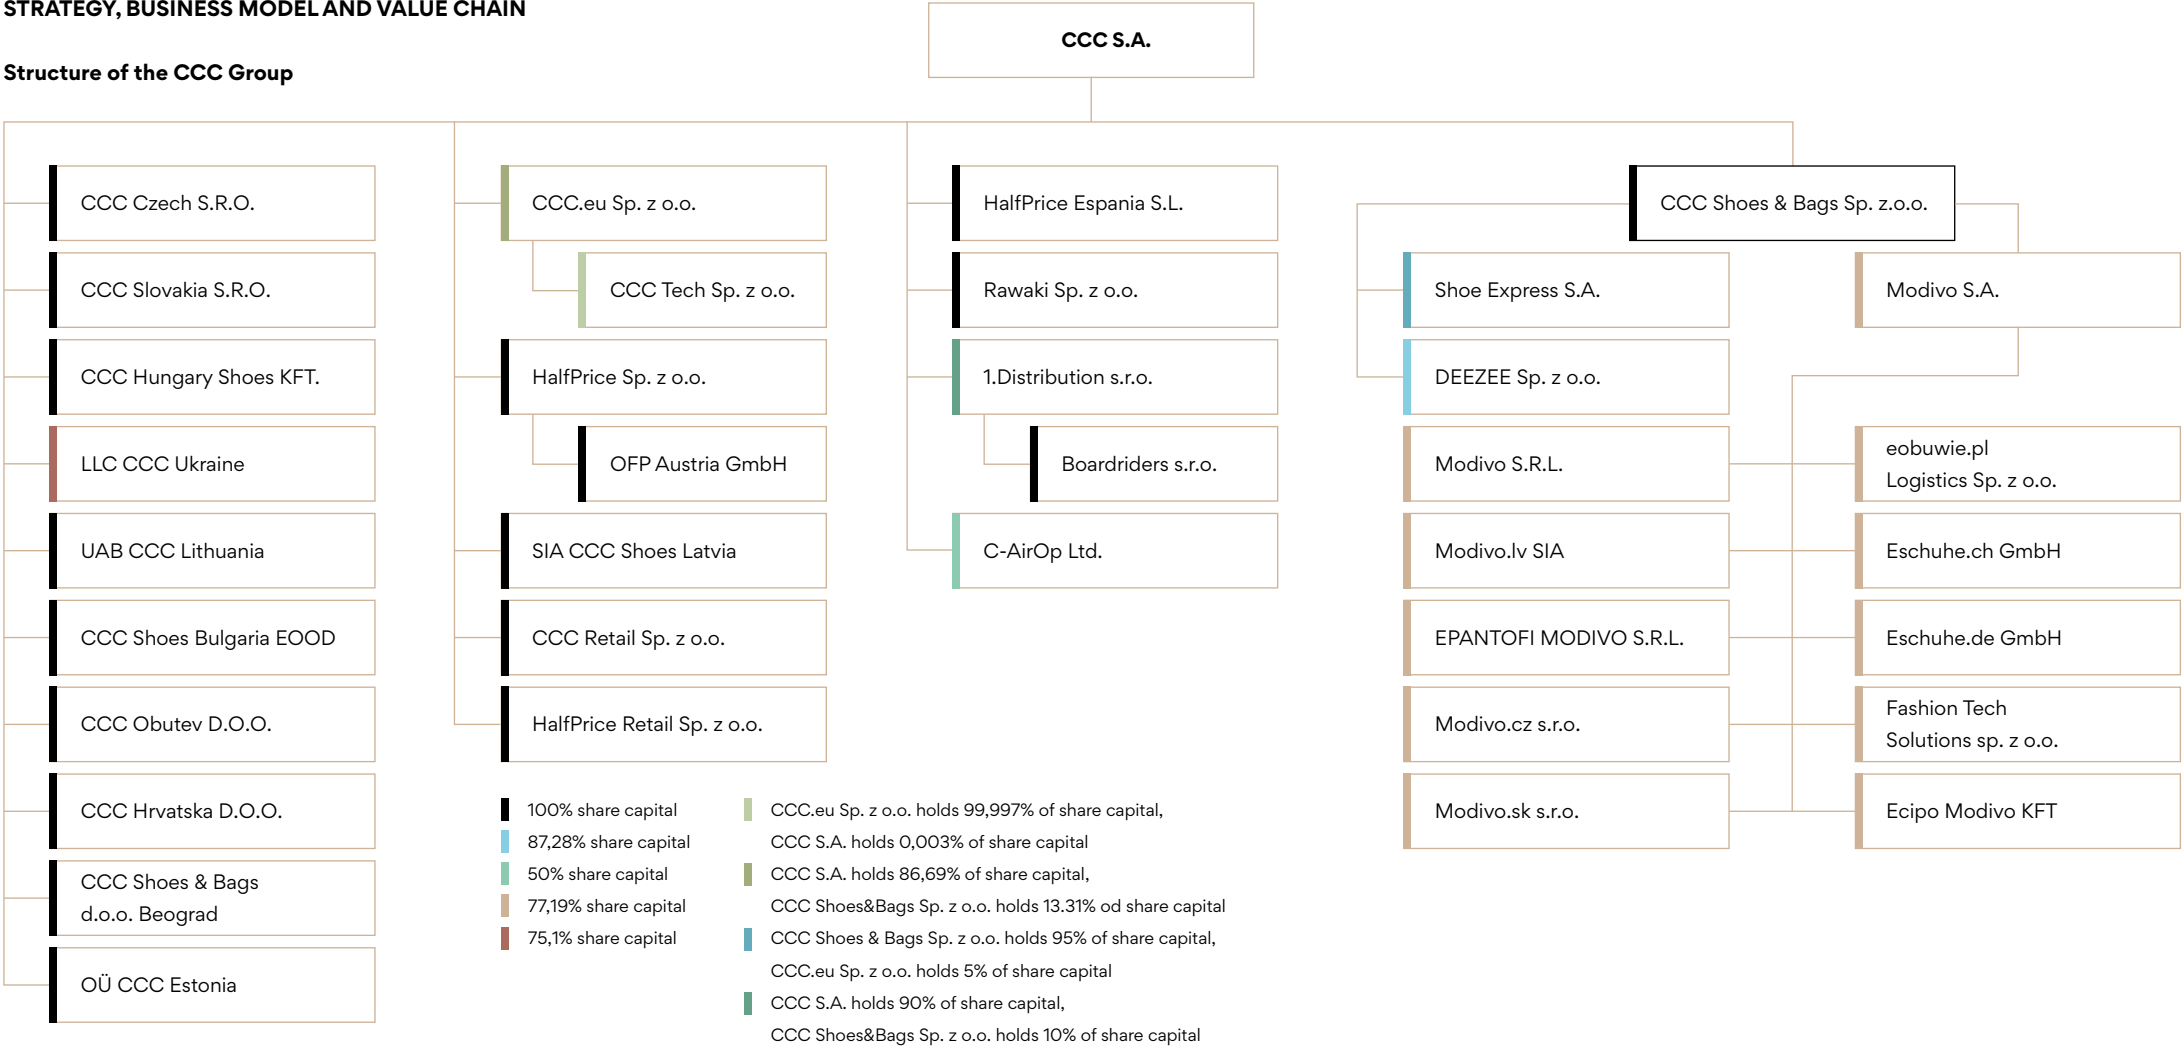 STRATEGY, BUSINESS MODEL AND VALUE CHAIN
Structure of the CCC Group
CCC S.A.
CCC Czech S.R.O.
CCC Slovakia S.R.O.
CCC Hungary Shoes KFT.
LLC CCC Ukraine
UAB CCC Lithuania
CCC Shoes Bulgaria EOOD
CCC Obutev D.O.O.
CCC Hrvatska D.O.O.
CCC Shoes & Bags
d.o.o. Beograd
OÜ CCC Estonia
CCC.eu Sp. z o.o.
CCC Tech Sp. z o.o.
HalfPrice Sp. z o.o.
OFP Austria GmbH
SIA CCC Shoes Latvia
CCC Retail Sp. z o.o.
HalfPrice Retail Sp. z o.o.
HalfPrice Espania S.L.
Rawaki Sp. z o.o.
1.Distribution s.r.o.
Boardriders s.r.o.
C-AirOp Ltd.
CCC Shoes & Bags Sp. z.o.o.
Shoe Express S.A.
DEEZEE Sp. z o.o.
Modivo S.R.L.
Modivo.lv SIA
EPANTOFI MODIVO S.R.L.
Modivo.cz s.r.o.
Modivo.sk s.r.o.
Modivo S.A.
eobuwie.pl
Logistics Sp. z o.o.
Eschuhe.ch GmbH
Eschuhe.de GmbH
Fashion Tech
Solutions sp. z o.o.
Ecipo Modivo KFT
100% share capital
87,28% share capital
50% share capital
77,19% share capital
75,1% share capital
CCC.eu Sp. z o.o. holds 99,997% of share capital,
CCC S.A. holds 0,003% of share capital
CCC S.A. holds 86,69% of share capital,
CCC Shoes&Bags Sp. z o.o. holds 13.31% od share capital
CCC Shoes & Bags Sp. z o.o. holds 95% of share capital,
CCC.eu Sp. z o.o. holds 5% of share capital
CCC S.A. holds 90% of share capital,
CCC Shoes&Bags Sp. z o.o. holds 10% of share capital